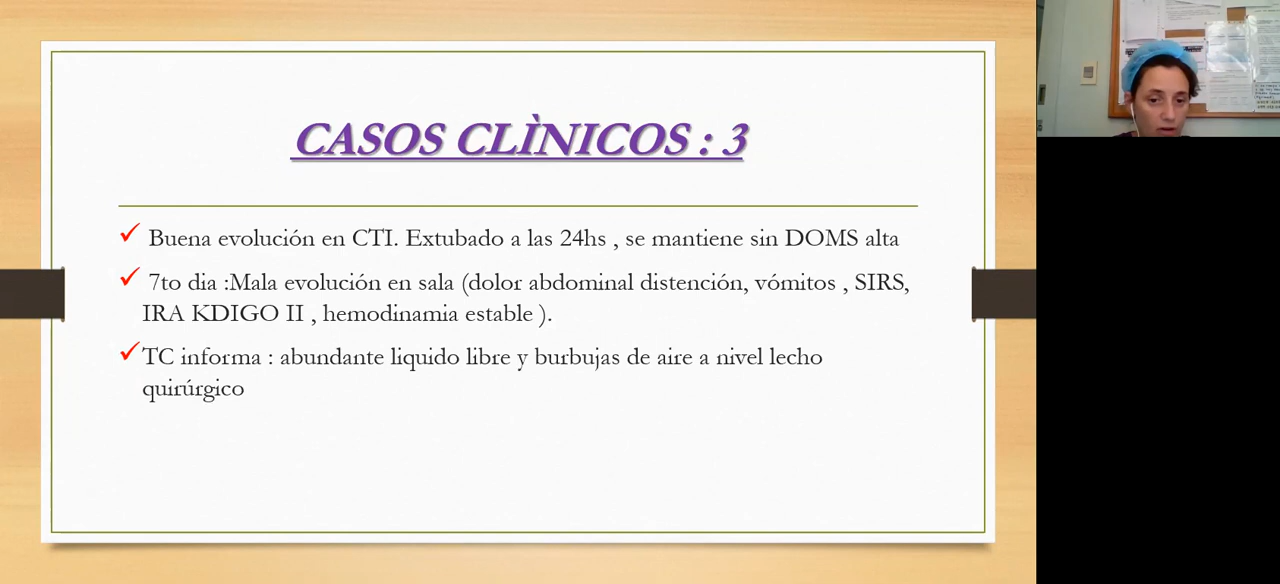 CASOS CLÌNICOS : 3
Buena evolución en CTI. Extubado a las 24hs , se mantiene sin DOMS alta
7to dia :Mala evolución en sala (dolor abdominal distención, vómitos , SIRS,
IRA KDIGO II , hemodinamia estable ).
TC informa : abundante liquido libre y burbujas de aire a nivel lecho
quirúrgico